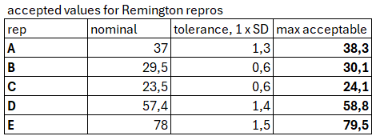 accepted values for Remington repros
rep nominal tolerance, 1 x SD max acceptable
A 37 1,3 38,3
B 29,5 0,6 30,1
C 23,5 0,6 24,1
D 57,4 1,4 58,8
E 78 1,5 79,5